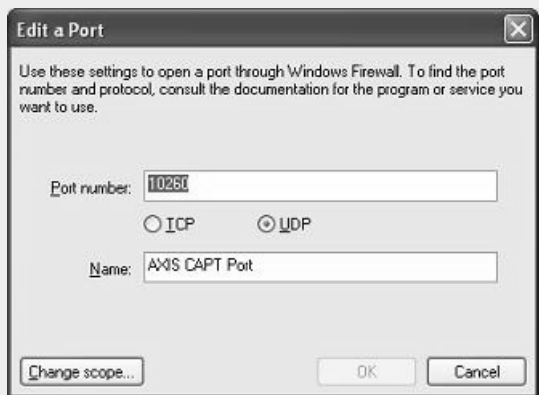 Edit a Port
Use these settings to open a port through Windows Firewall. To find the port
number and protocol, consult the documentation for the program or service you
want to use.
Port number: 10260
TCP UDP
Name: AXIS CAPT Port
Change scope... OK Cancel